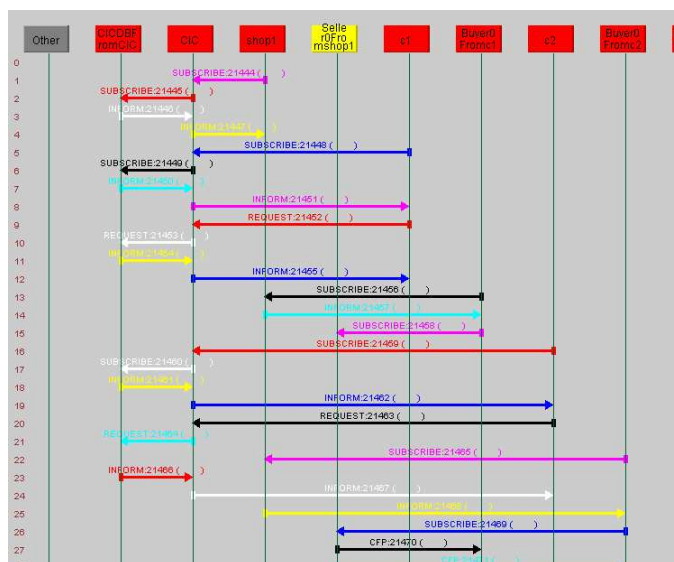 Other
CICDBF
romCIC
CIC
shop1
Selle
r0Fro
mshop1
c1
Buyer0
Fromc1
c2
Buyer0
Fromc2
0
1 SUBSCRIBE:21444 ( )
2 SUBSCRIBE:21445 ( )
3 INFORM:21446 ( )
4 INFORM:21447 ( )
5 SUBSCRIBE:21448 ( )
6 SUBSCRIBE:21449 ( )
7 INFORM:21450 ( )
8 INFORM:21451 ( )
9 REQUEST:21452 ( )
10 REQUEST:21453 ( )
11 INFORM:21454 ( )
12 INFORM:21455 ( )
13 SUBSCRIBE:21456 ( )
14 INFORM:21457 ( )
15 SUBSCRIBE:21458 ( )
16 SUBSCRIBE:21459 ( )
17 SUBSCRIBE:21460 ( )
18 INFORM:21461 ( )
19 INFORM:21462 ( )
20 REQUEST:21463 ( )
21 REQUEST:21464 ( )
22 SUBSCRIBE:21465 ( )
23 INFORM:21466 ( )
24 INFORM:21467 ( )
25 INFORM:21468 ( )
26 SUBSCRIBE:21469 ( )
27 CFP:21470 ( )